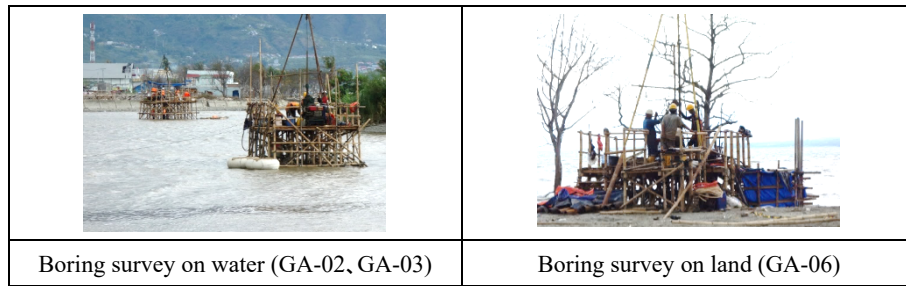 Boring survey on water (GA-02、GA-03)
Boring survey on land (GA-06)